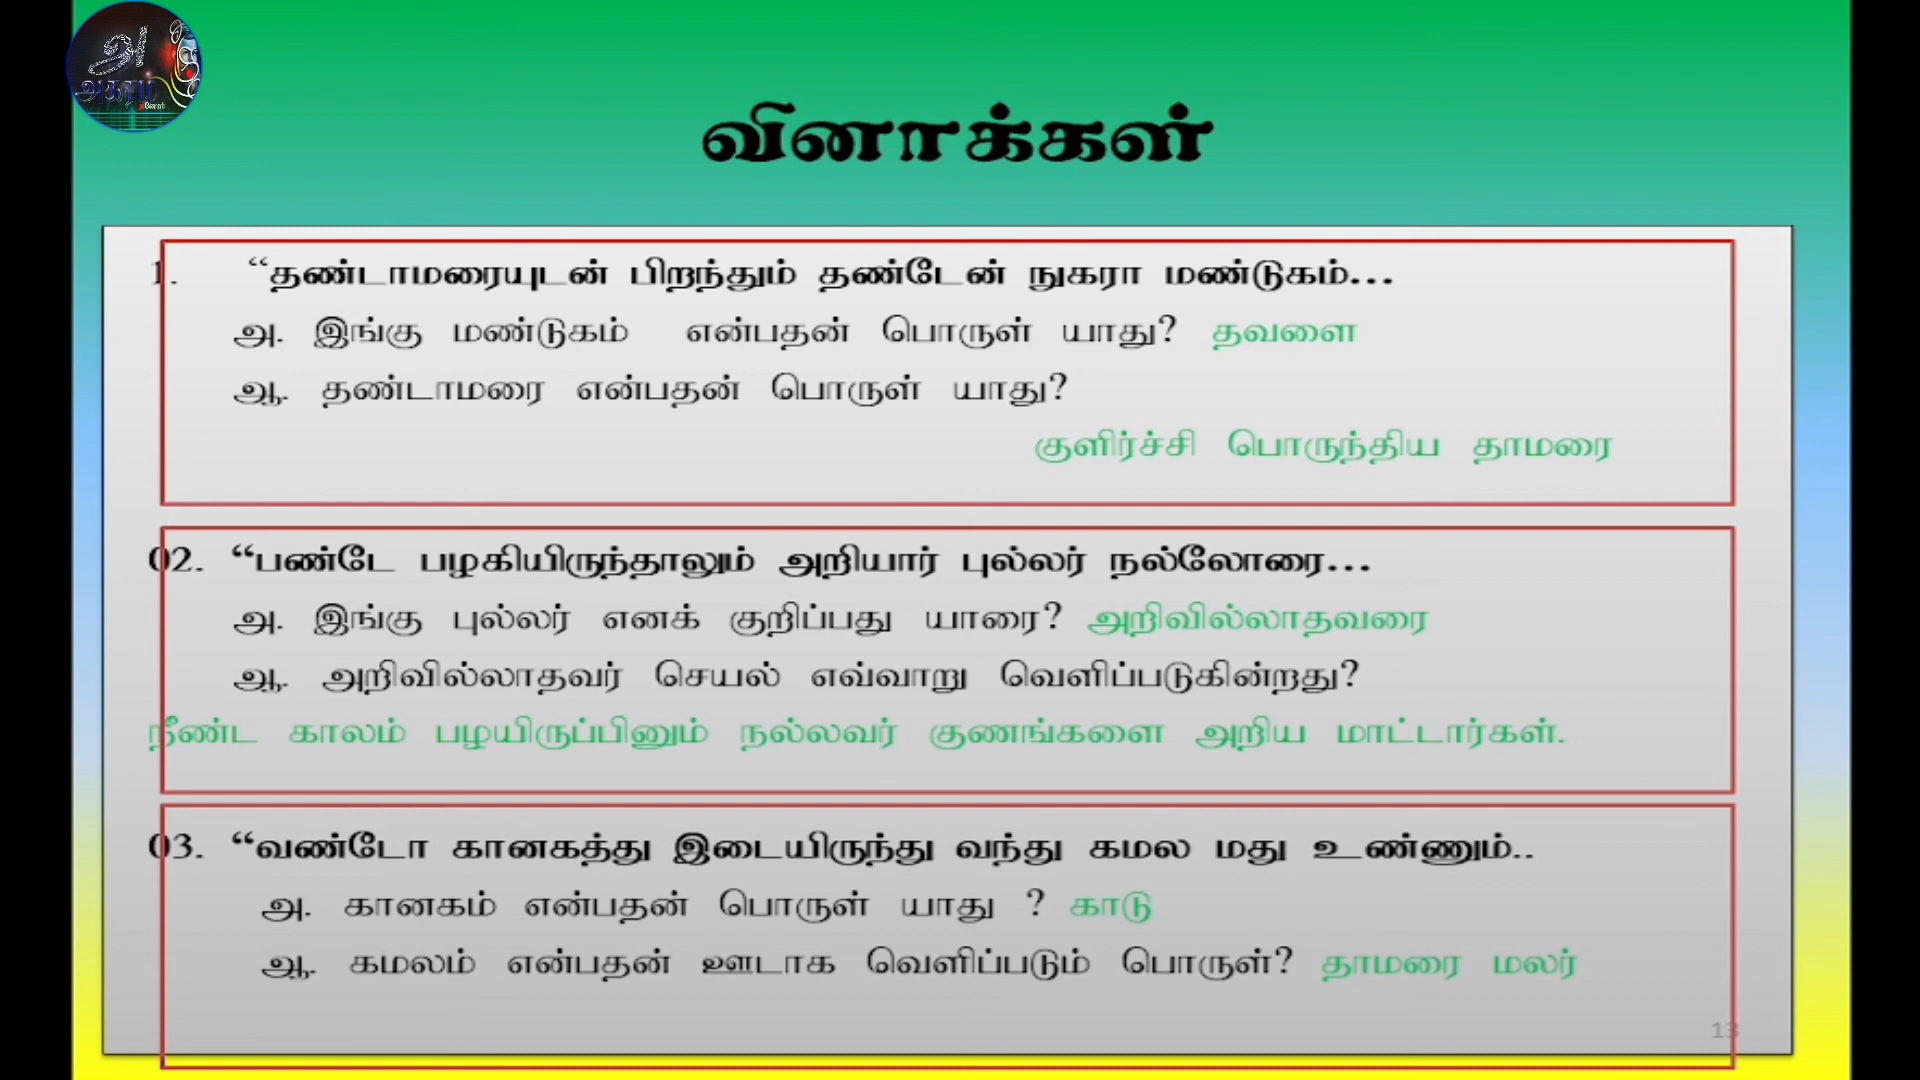 அ
அகரம்
வினாக்கள்
1. “தண்டாமரையுடன் பிறந்தும் தண்டேன் நுகரா மண்டுகம்...
அ. இங்கு மண்டுகம் என்பதன் பொருள் யாது? தவளை
ஆ. தண்டாமரை என்பதன் பொருள் யாது?
குளிர்ச்சி பொருந்திய தாமரை
02. “பண்டே பழகியிருந்தாலும் அறியார் புல்லர் நல்லோரை...
அ. இங்கு புல்லர் எனக் குறிப்பது யாரை? அறிவில்லாதவரை
ஆ. அறிவில்லாதவர் செயல் எவ்வாறு வெளிப்படுகின்றது?
நீண்ட காலம் பழயிருப்பினும் நல்லவர் குணங்களை அறிய மாட்டார்கள்.
03. “வண்டோ கானகத்து இடையிருந்து வந்து கமல மது உண்ணும்..
அ. கானகம் என்பதன் பொருள் யாது ? காடு
ஆ. கமலம் என்பதன் ஊடாக வெளிப்படும் பொருள்? தாமரை மலர்
13